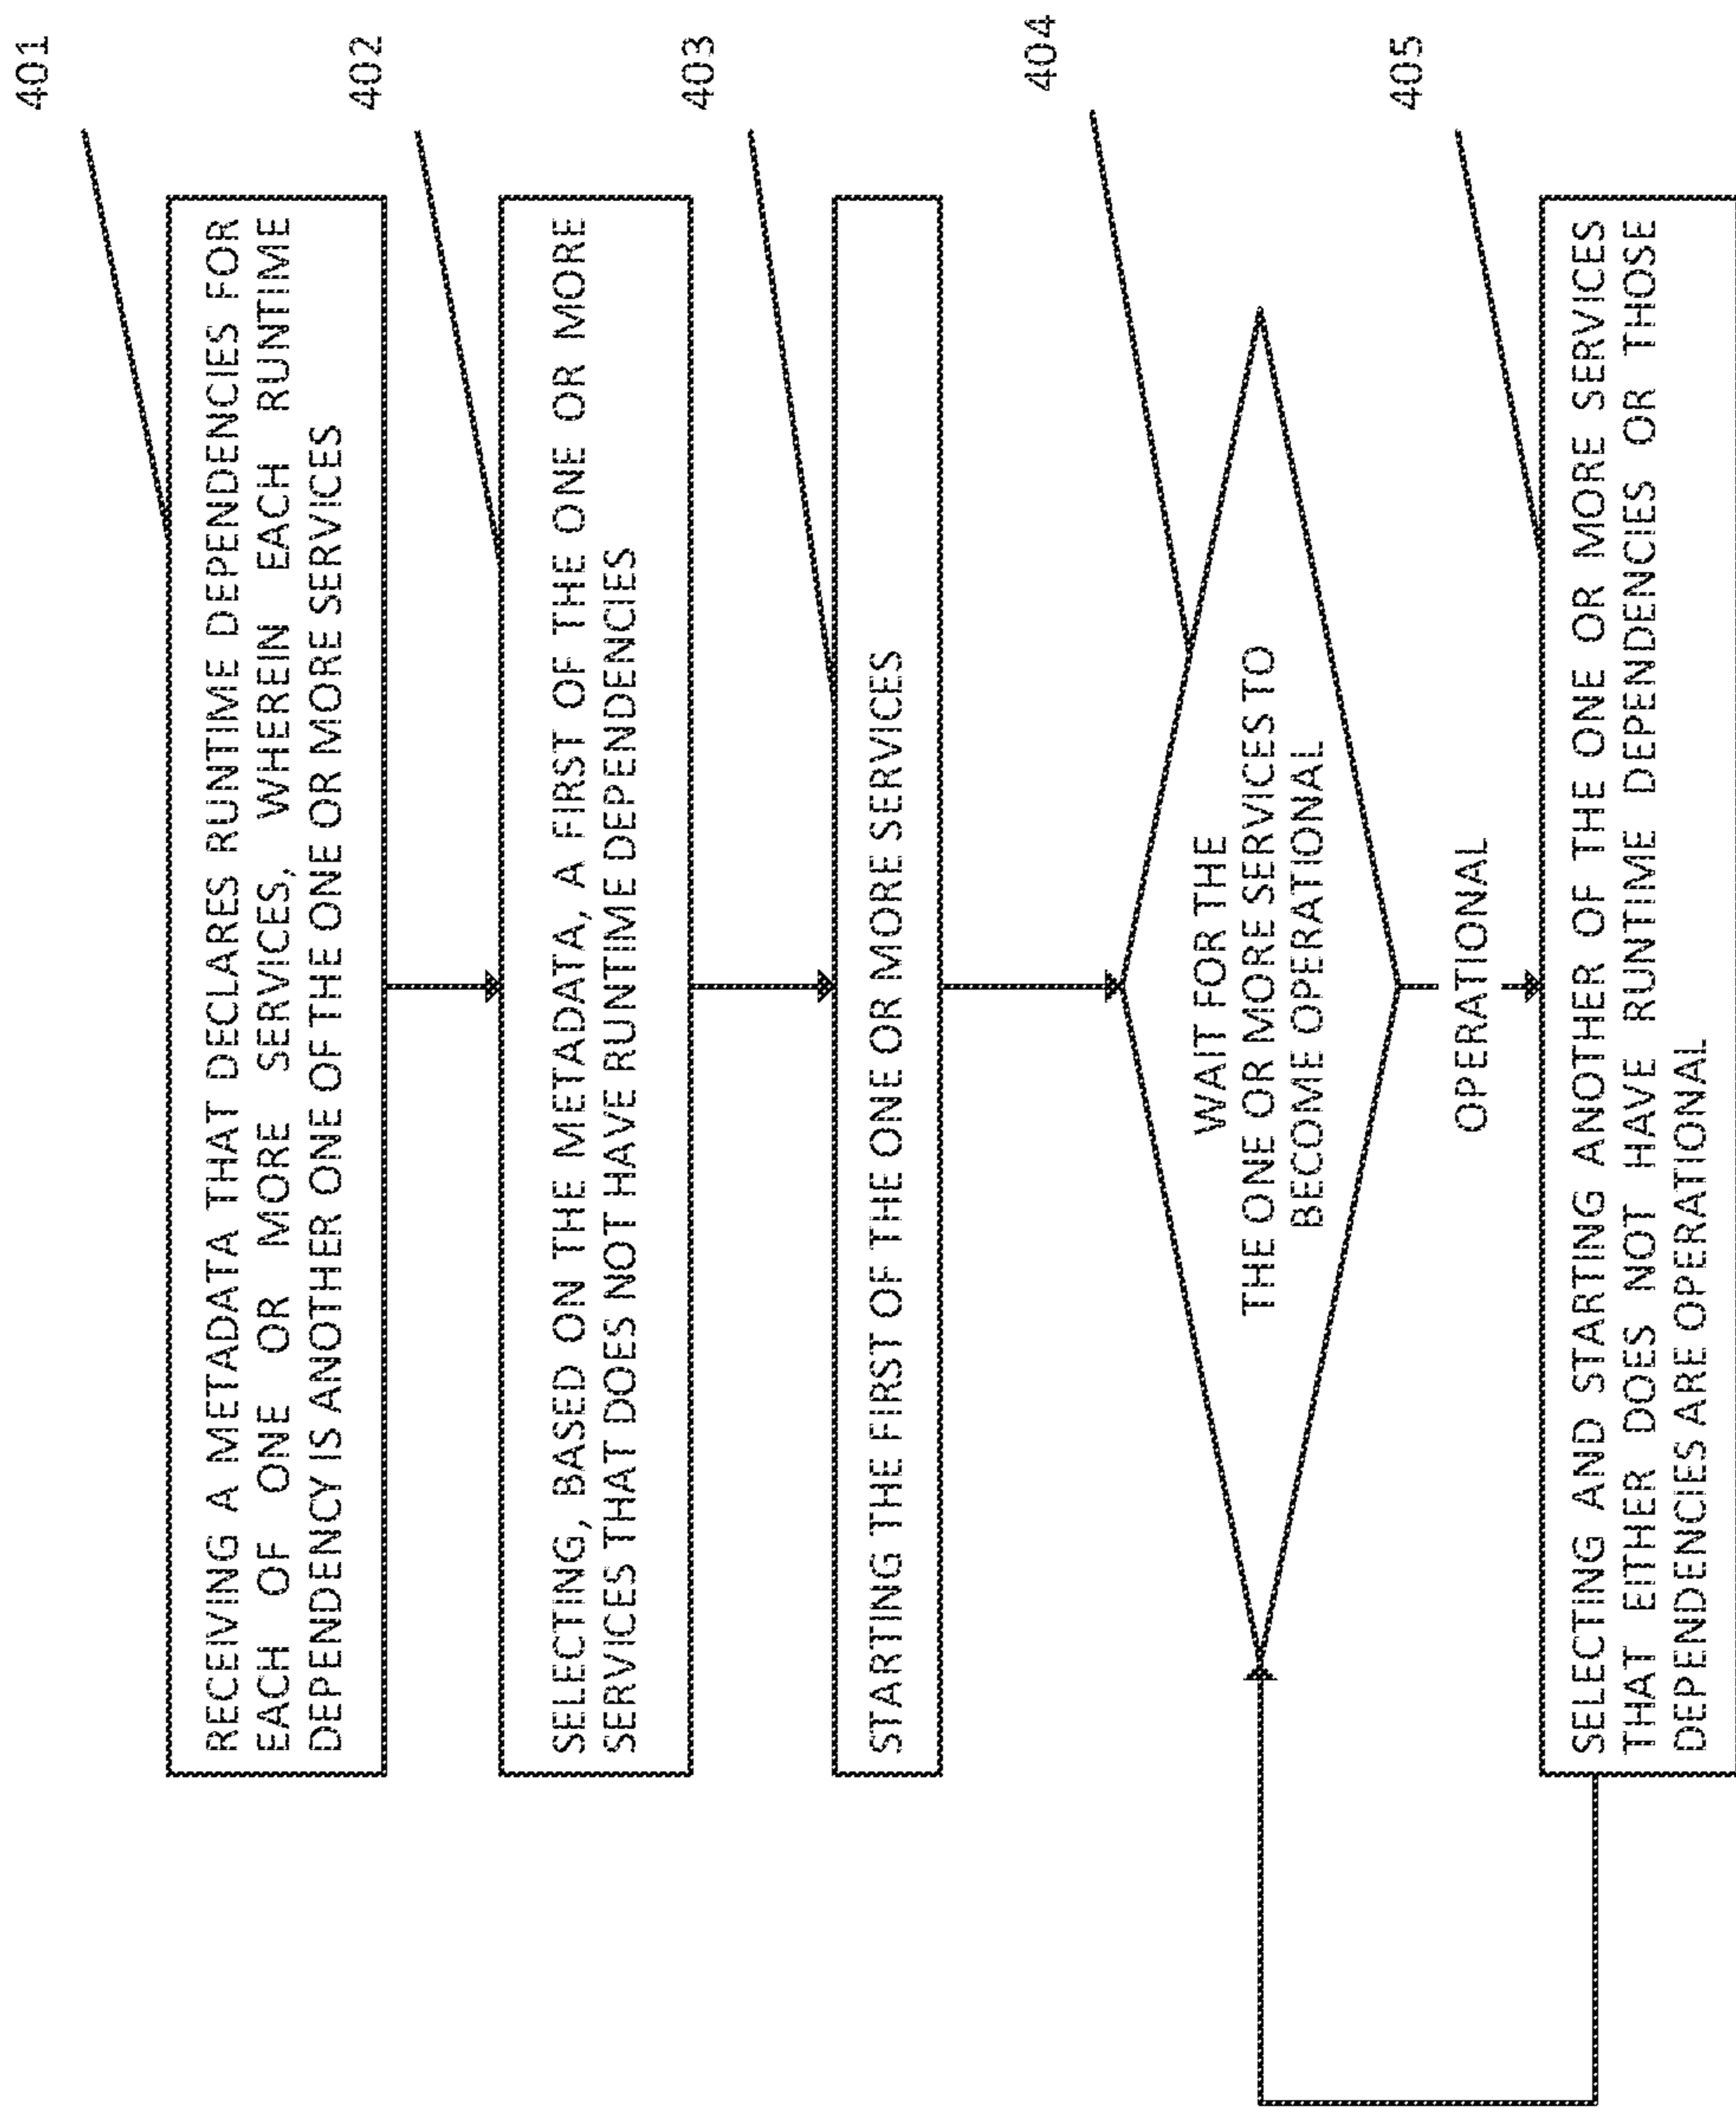 401
RECEIVING A METADATA THAT DECLARES RUNTIME DEPENDENCIES FOR
EACH OF ONE OR MORE SERVICES, WHEREIN EACH RUNTIME
DEPENDENCY IS ANOTHER ONE OF THE ONE OR MORE SERVICES
402
SELECTING, BASED ON THE METADATA, A FIRST OF THE ONE OR MORE
SERVICES THAT DOES NOT HAVE RUNTIME DEPENDENCIES
403
STARTING THE FIRST OF THE ONE OR MORE SERVICES
404
WAIT FOR THE
THE ONE OR MORE SERVICES TO
BECOME OPERATIONAL
OPERATIONAL
405
SELECTING AND STARTING ANOTHER OF THE ONE OR MORE SERVICES
THAT EITHER DOES NOT HAVE RUNTIME DEPENDENCIES OR THOSE
DEPENDENCIES ARE OPERATIONAL